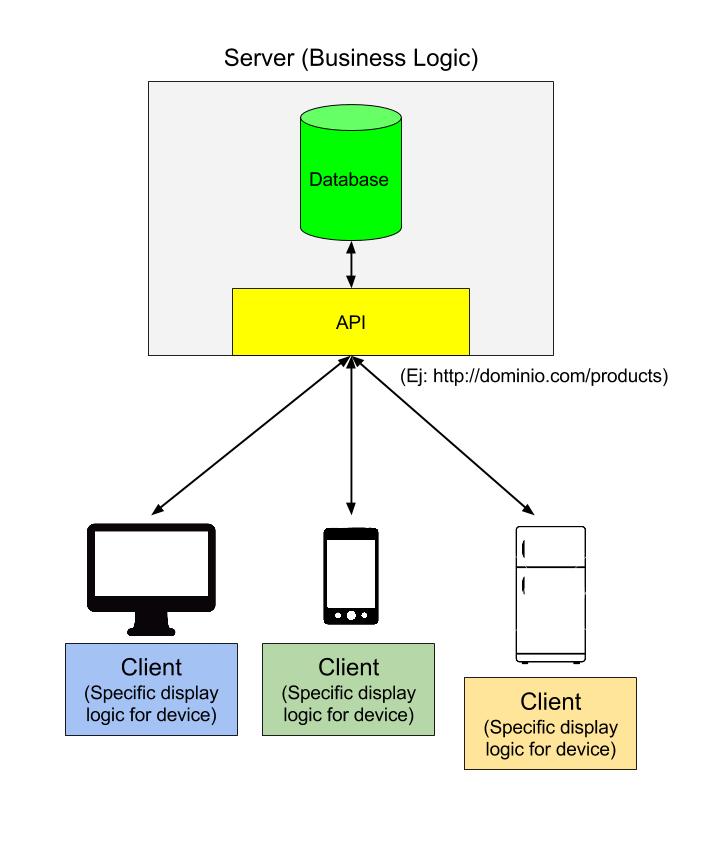 Server (Business Logic)
Database
API
(Ej: http://dominio.com/products)
Client
(Specific display
logic for device)
Client
(Specific display
logic for device)
Client
(Specific display
logic for device)